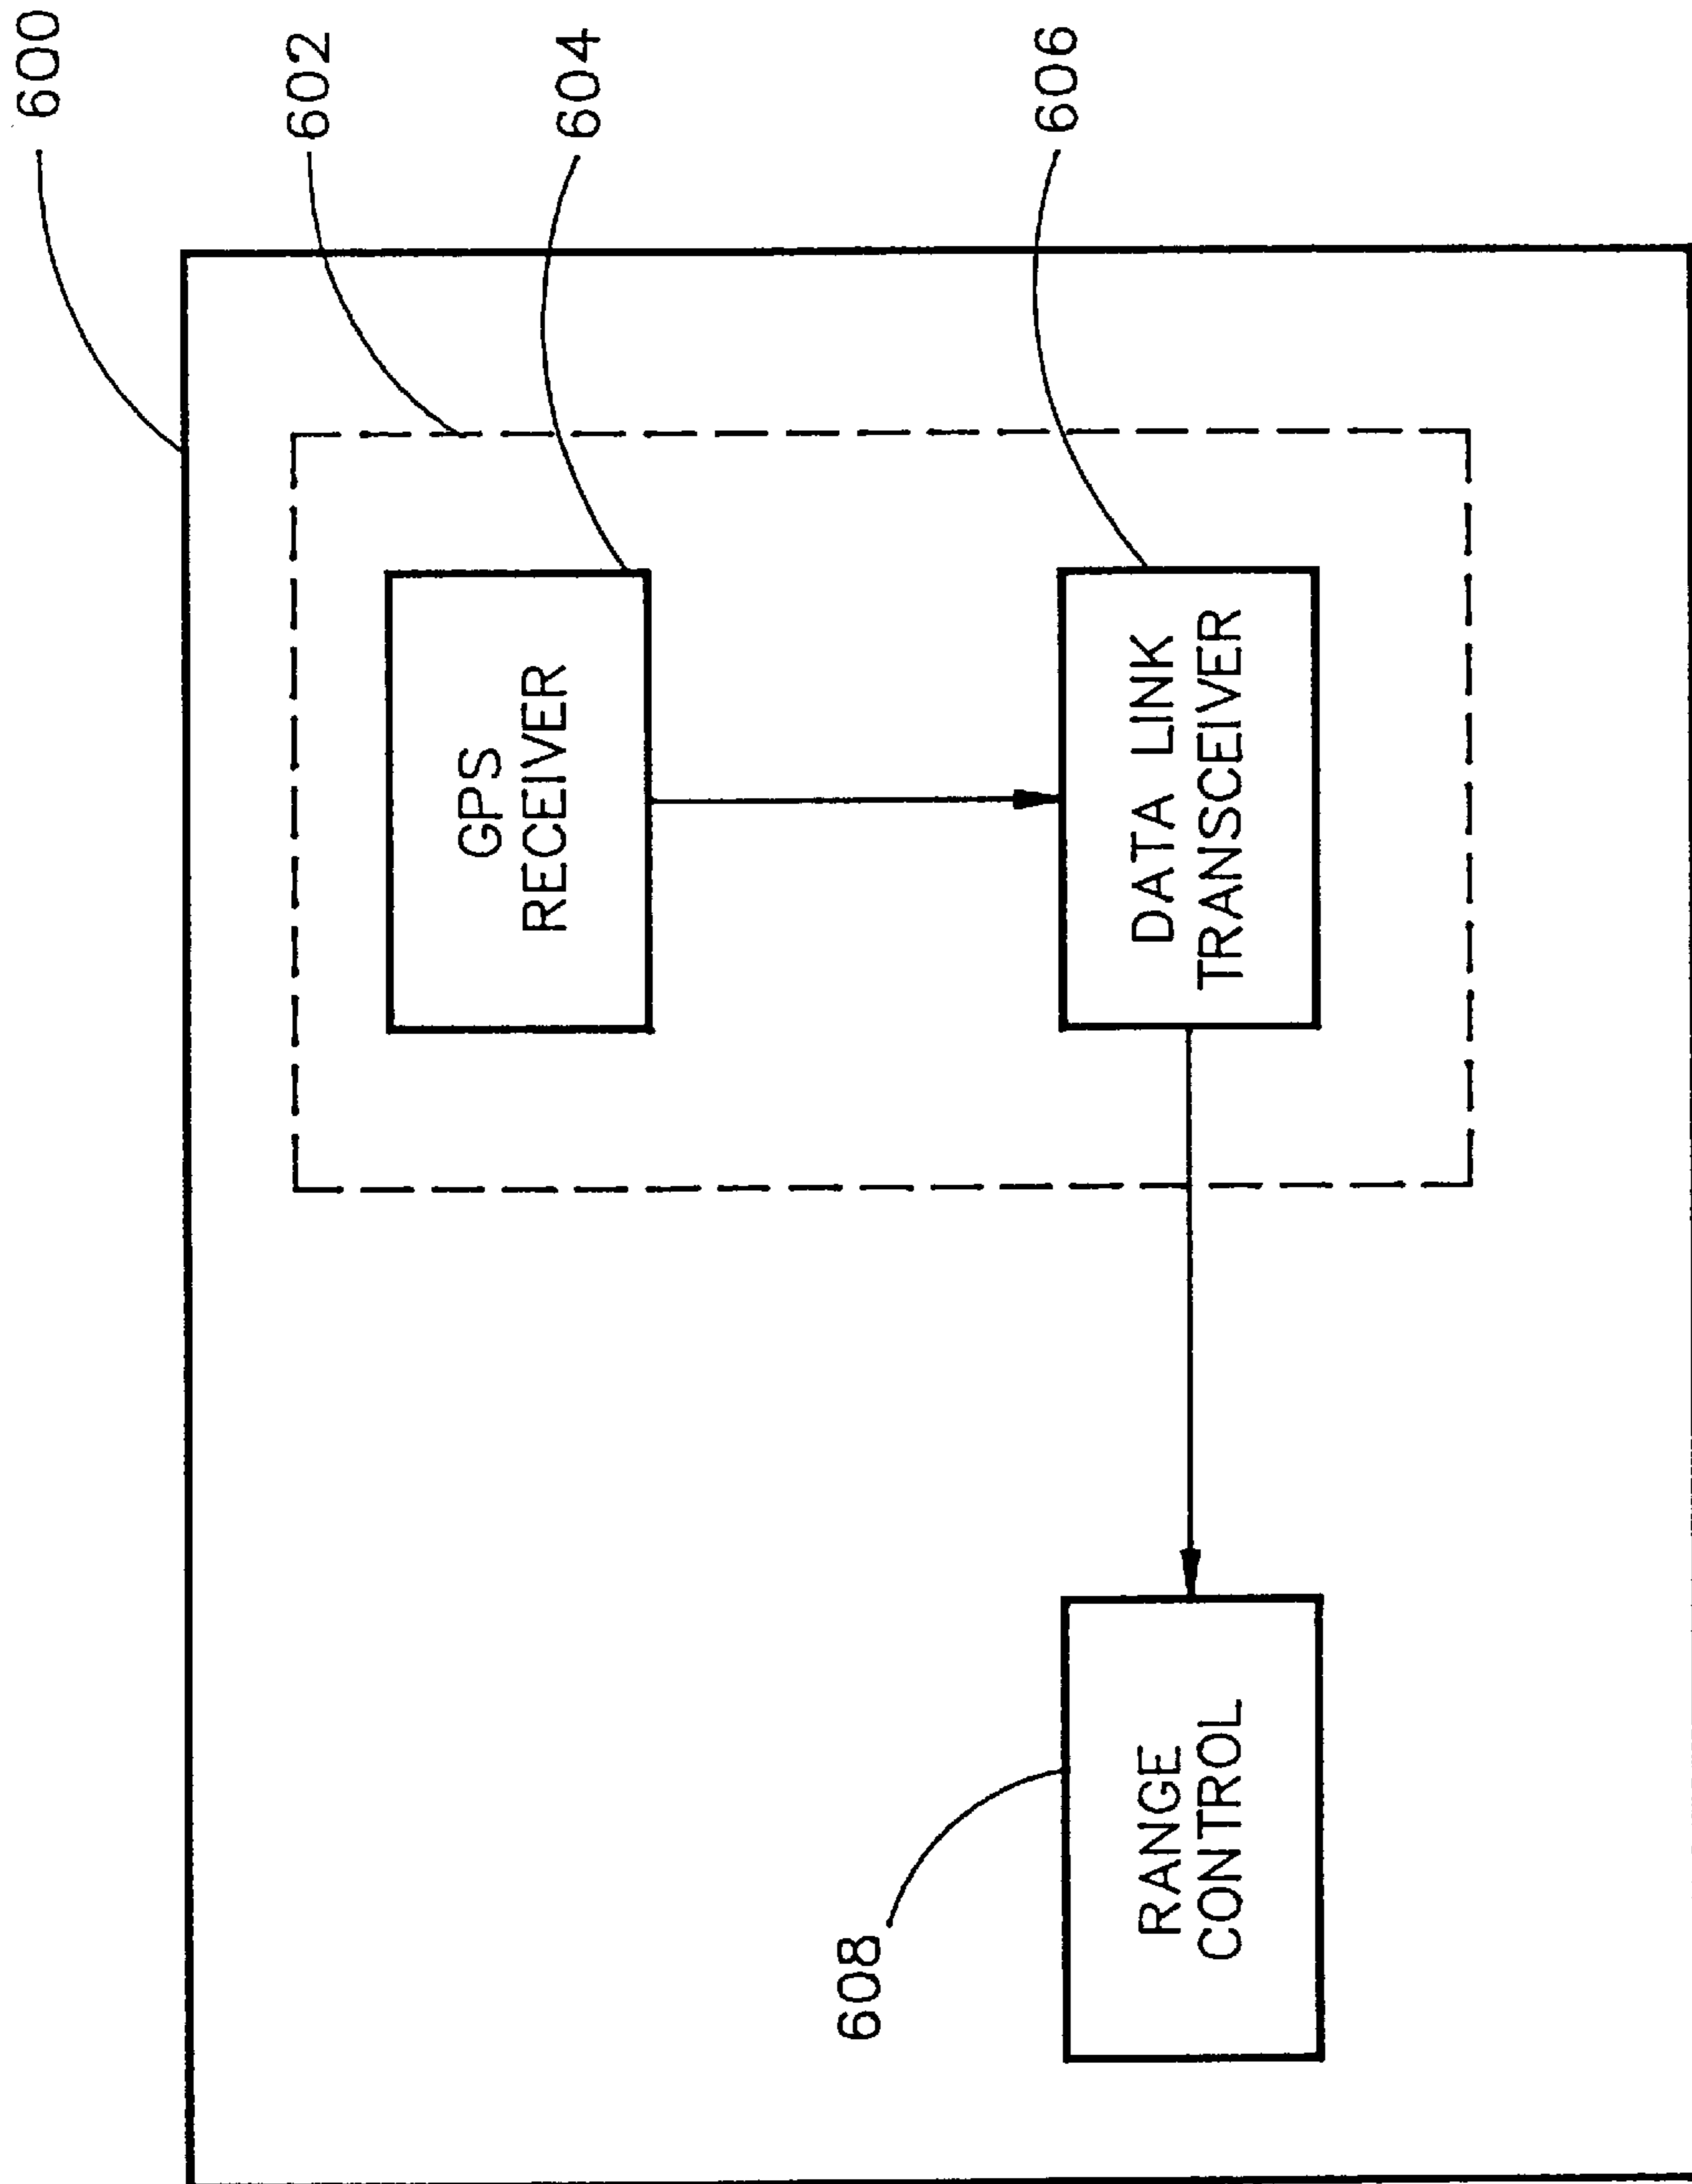 600
602
604
606
608
GPS
RECEIVER
DATA LINK
TRANSCEIVER
RANGE
CONTROL